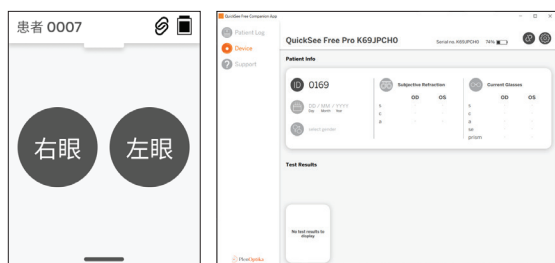 患者 0007
右眼
左眼
QuickSee Free Companion App
Patient Log
Device
Support
QuickSee Free Pro K69JPCH0
Serial no. K69JPCH0 74%
Patient Info
ID 0169
DD / MM / YYYY
Day Month Year
select gender
Subjective Refraction
OD OS
s
c
a
Current Glasses
OD OS
s
c
a
se
prism
Test Results
No test results to
display
PlenOptika